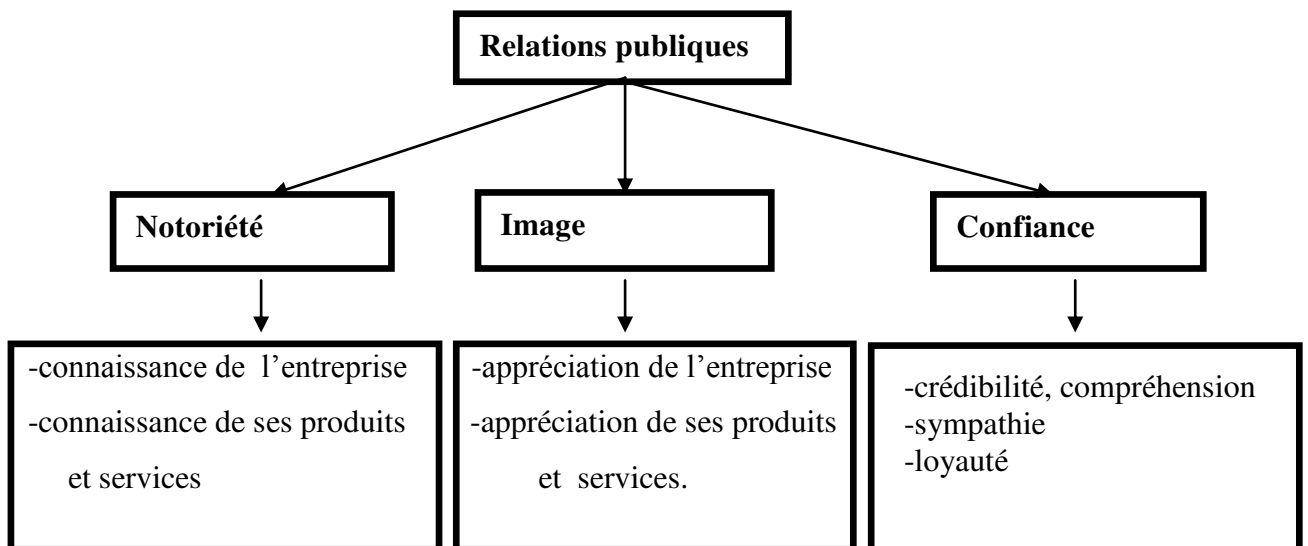 Relations publiques
Notoriété
Image
Confiance
-connaissance de l’entreprise
-connaissance de ses produits
et services
-appréciation de l’entreprise
-appréciation de ses produits
et services.
-crédibilité, compréhension
-sympathie
-loyauté